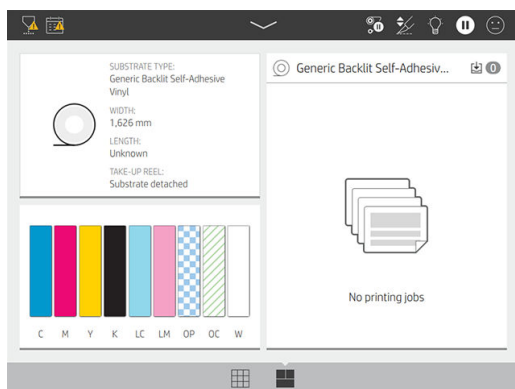 SUBSTRATE TYPE:
Generic Backlit Self-Adhesive
Vinyl
WIDTH:
1,626 mm
LENGTH:
Unknown
TAKE-UP REEL:
Substrate detached
Generic Backlit Self-Adhesiv... 0
No printing jobs
C M Y K LC LM OP OC W